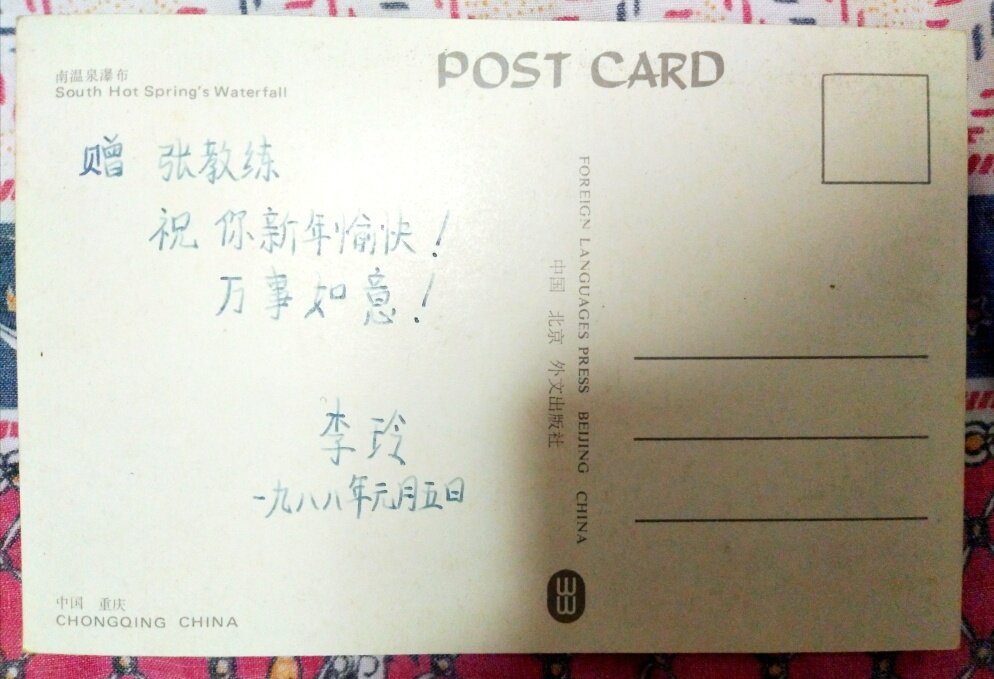 南温泉瀑布
South Hot Spring's Waterfall
POST CARD
赠 张教练
祝你新年愉快!
万事如意!
李玲
一九八八年元月五日
中国 重庆
CHONGQING CHINA
中国 北京 外文出版社
FOREIGN LANGUAGES PRESS BEIJING CHINA